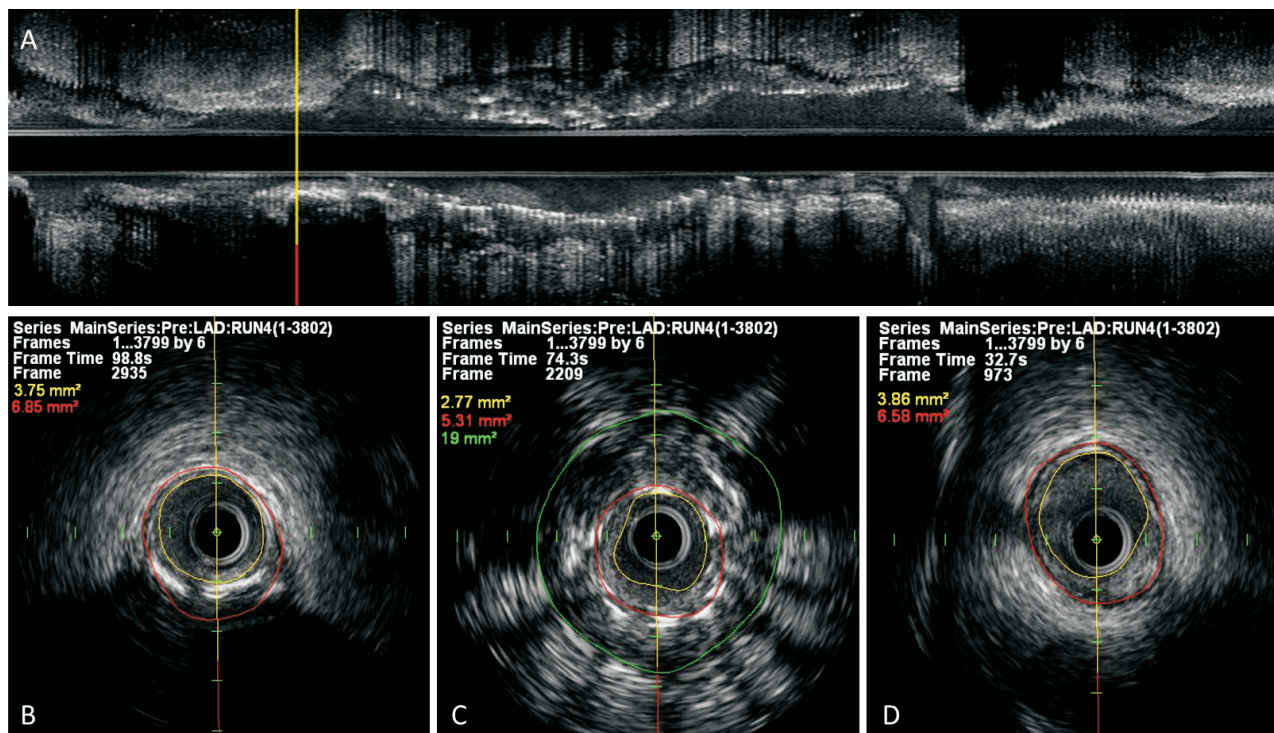 A
Series MainSeries:Pre:LAD:RUN4(1-3802)
Frames 1...3799 by 6
Frame Time 98.8s
Frame 2935
3.75 mm²
6.85 mm²
B
Series MainSeries:Pre:LAD:RUN4(1-3802)
Frames 1...3799 by 6
Frame Time 74.3s
Frame 2209
2.77 mm²
5.31 mm²
19 mm²
C
Series MainSeries:Pre:LAD:RUN4(1-3802)
Frames 1...3799 by 6
Frame Time 32.7s
Frame 973
3.86 mm²
6.58 mm²
D